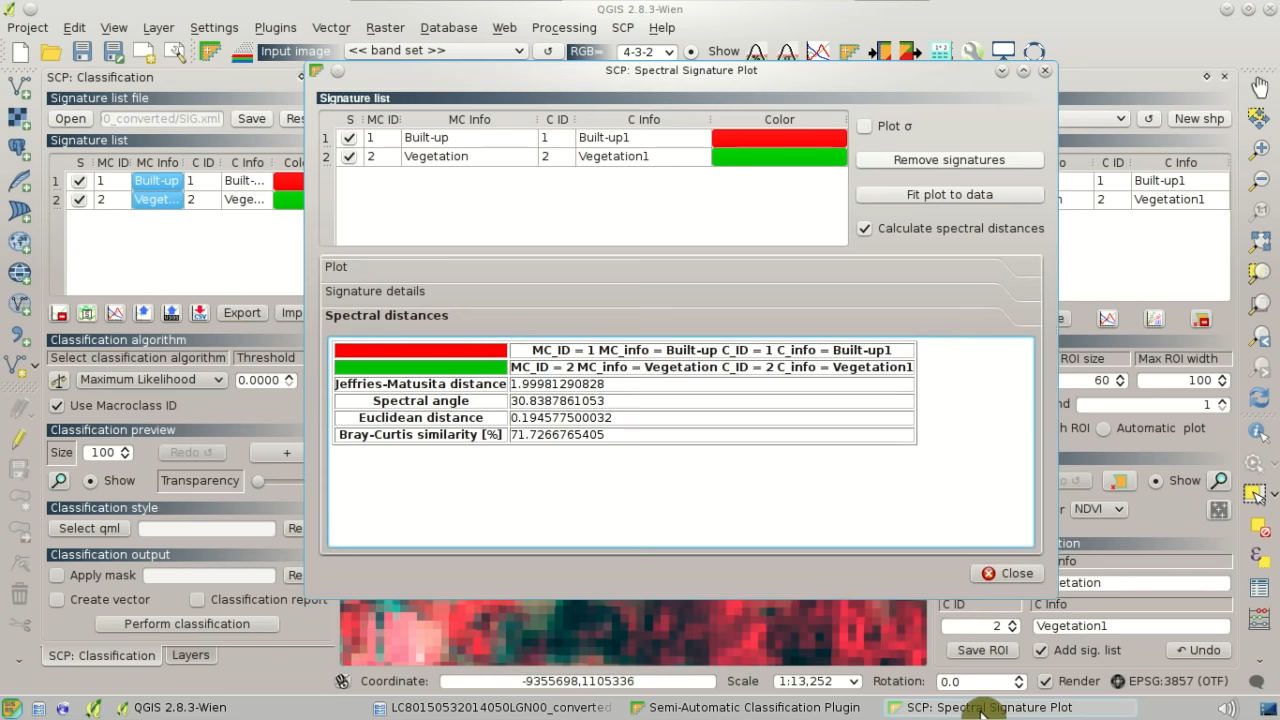 QGIS 2.8.3-Wien
Project Edit View Layer Settings Plugins Vector Raster Database Web Processing SCP Help
Input image << band set >> RGB= 4-3-2 Show
SCP: Classification
SCP: Spectral Signature Plot
Signature list file
Open 0_converted/SIG.xml Save
New shp
Signature list
S MC ID MC Info C ID C Info
1 1 Built-up 1 Built-...
2 2 Veget... 2 Vege...
Export
Signature list
S MC ID MC Info C ID C Info Color
1 1 Built-up 1 Built-up1
2 2 Vegetation 2 Vegetation1
Plot σ
Remove signatures
Fit plot to data
Calculate spectral distances
C ID C Info
1 Built-up1
2 Vegetation1
Plot
Signature details
Spectral distances
MC_ID = 1 MC_info = Built-up C_ID = 1 C_info = Built-up1
MC_ID = 2 MC_info = Vegetation C_ID = 2 C_info = Vegetation1
Jeffries-Matusita distance 1.99981290828
Spectral angle 30.8387861053
Euclidean distance 0.194577500032
Bray-Curtis similarity [%] 71.7266765405
Close
Classification algorithm
Select classification algorithm Threshold
Maximum Likelihood 0.0000
Use Macroclass ID
Classification preview
Size 100 Redo ↺ +
Show Transparency
Classification style
Select qml
Classification output
Apply mask
Create vector Classification report
Perform classification
SCP: Classification Layers
ROI size Max ROI width
60 100
1
ROI Automatic plot
Show
NDVI
C ID C Info
2 Vegetation1
Save ROI Add sig. list Undo
Coordinate: -9355698,1105336 Scale 1:13,252 Rotation: 0.0 Render EPSG:3857 (OTF)
QGIS 2.8.3-Wien LC80150532014050LGN00_converted Semi-Automatic Classification Plugin SCP: Spectral Signature Plot